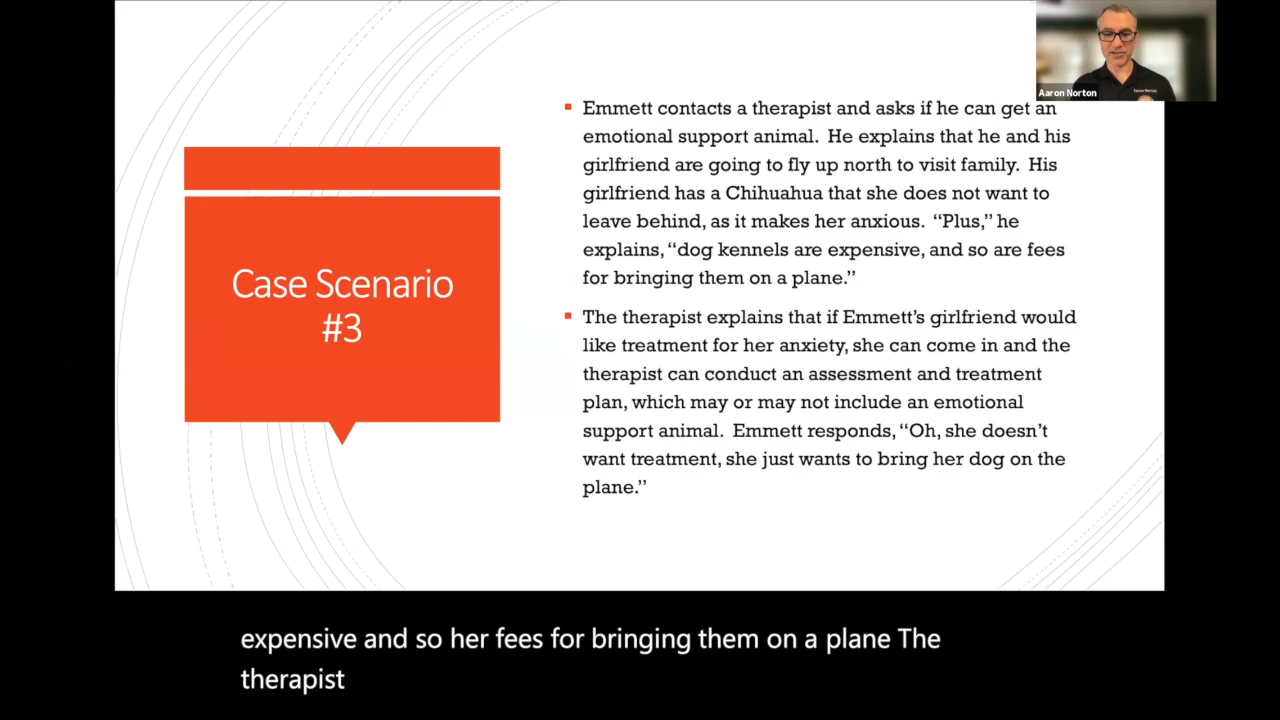 Aaron Norton
Case Scenario
#3
Emmett contacts a therapist and asks if he can get an
emotional support animal.  He explains that he and his
girlfriend are going to fly up north to visit family.  His
girlfriend has a Chihuahua that she does not want to
leave behind, as it makes her anxious.  “Plus,” he
explains, “dog kennels are expensive, and so are fees
for bringing them on a plane.”
The therapist explains that if Emmett’s girlfriend would
like treatment for her anxiety, she can come in and the
therapist can conduct an assessment and treatment
plan, which may or may not include an emotional
support animal.  Emmett responds, “Oh, she doesn’t
want treatment, she just wants to bring her dog on the
plane.”
expensive and so her fees for bringing them on a plane The
therapist